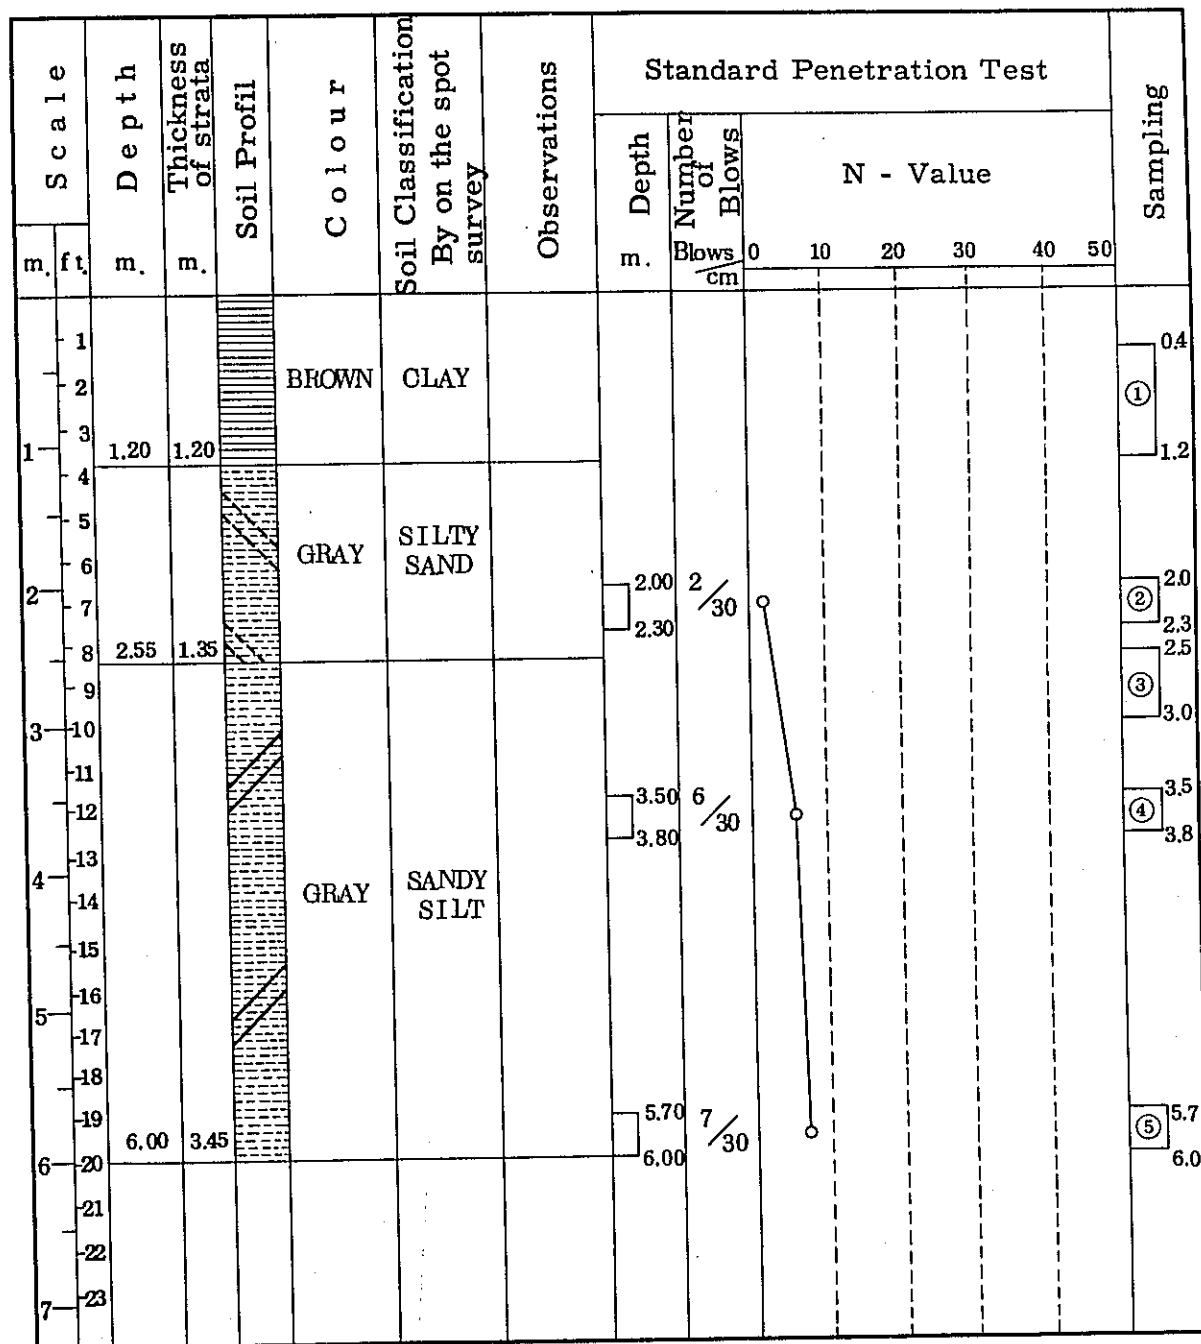 Scale
m. ft.
Depth
m.
Thickness of strata
m.
Soil Profil
Colour
Soil Classification By on the spot survey
Observations
Standard Penetration Test
Depth
m.
Number of Blows
Blows/cm
N - Value
0 10 20 30 40 50
Sampling
1
2
3
1
4
5
6
2
7
8
9
3
10
11
12
13
4
14
15
16
5
17
18
19
6
20
21
22
7
23
1.20 1.20 BROWN CLAY
2.55 1.35 GRAY SILTY SAND
6.00 3.45 GRAY SANDY SILT
2.00 2/30
2.30
3.50 6/30
3.80
5.70 7/30
6.00
0.4
①
1.2
2.0
②
2.3
2.5
③
3.0
3.5
④
3.8
5.7
⑤
6.0